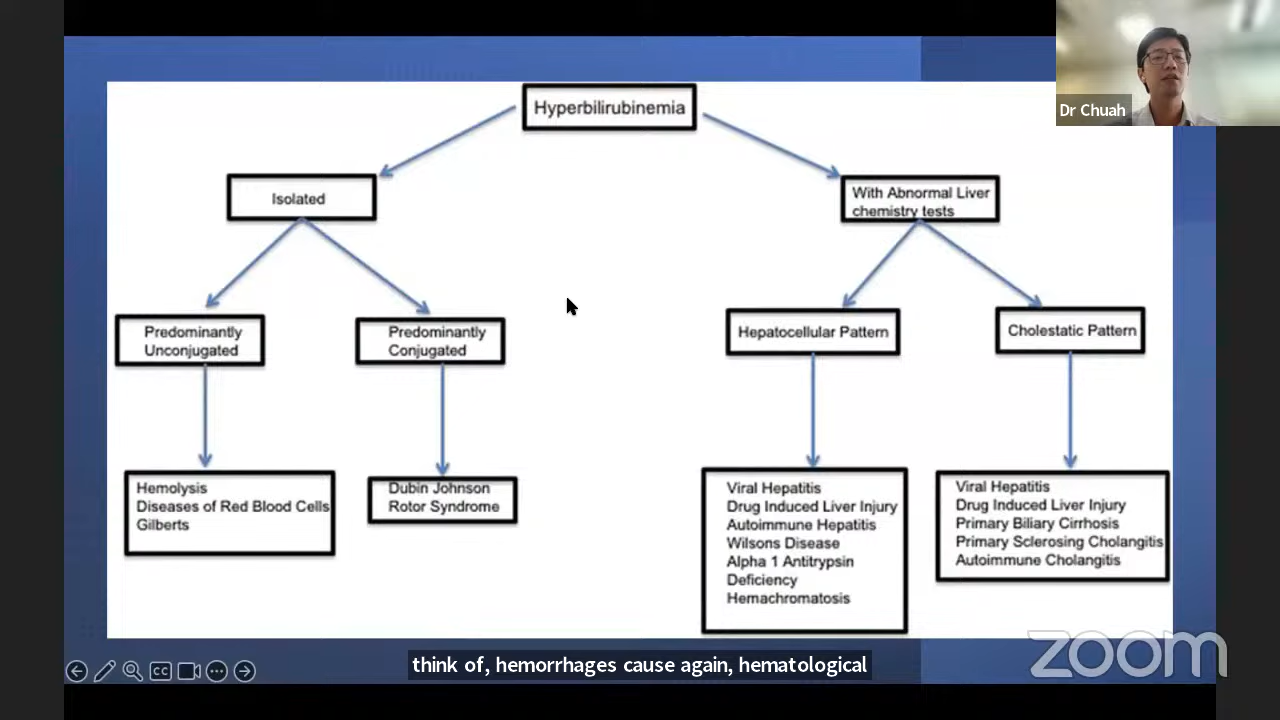 Hyperbilirubinemia
Dr Chuah
Isolated
With Abnormal Liver
chemistry tests
Predominantly
Unconjugated
Predominantly
Conjugated
Hepatocellular Pattern
Cholestatic Pattern
Hemolysis
Diseases of Red Blood Cells
Gilberts
Dubin Johnson
Rotor Syndrome
Viral Hepatitis
Drug Induced Liver Injury
Autoimmune Hepatitis
Wilsons Disease
Alpha 1 Antitrypsin
Deficiency
Hemachromatosis
Viral Hepatitis
Drug Induced Liver Injury
Primary Biliary Cirrhosis
Primary Sclerosing Cholangitis
Autoimmune Cholangitis
CC
think of, hemorrhages cause again, hematological
zoom